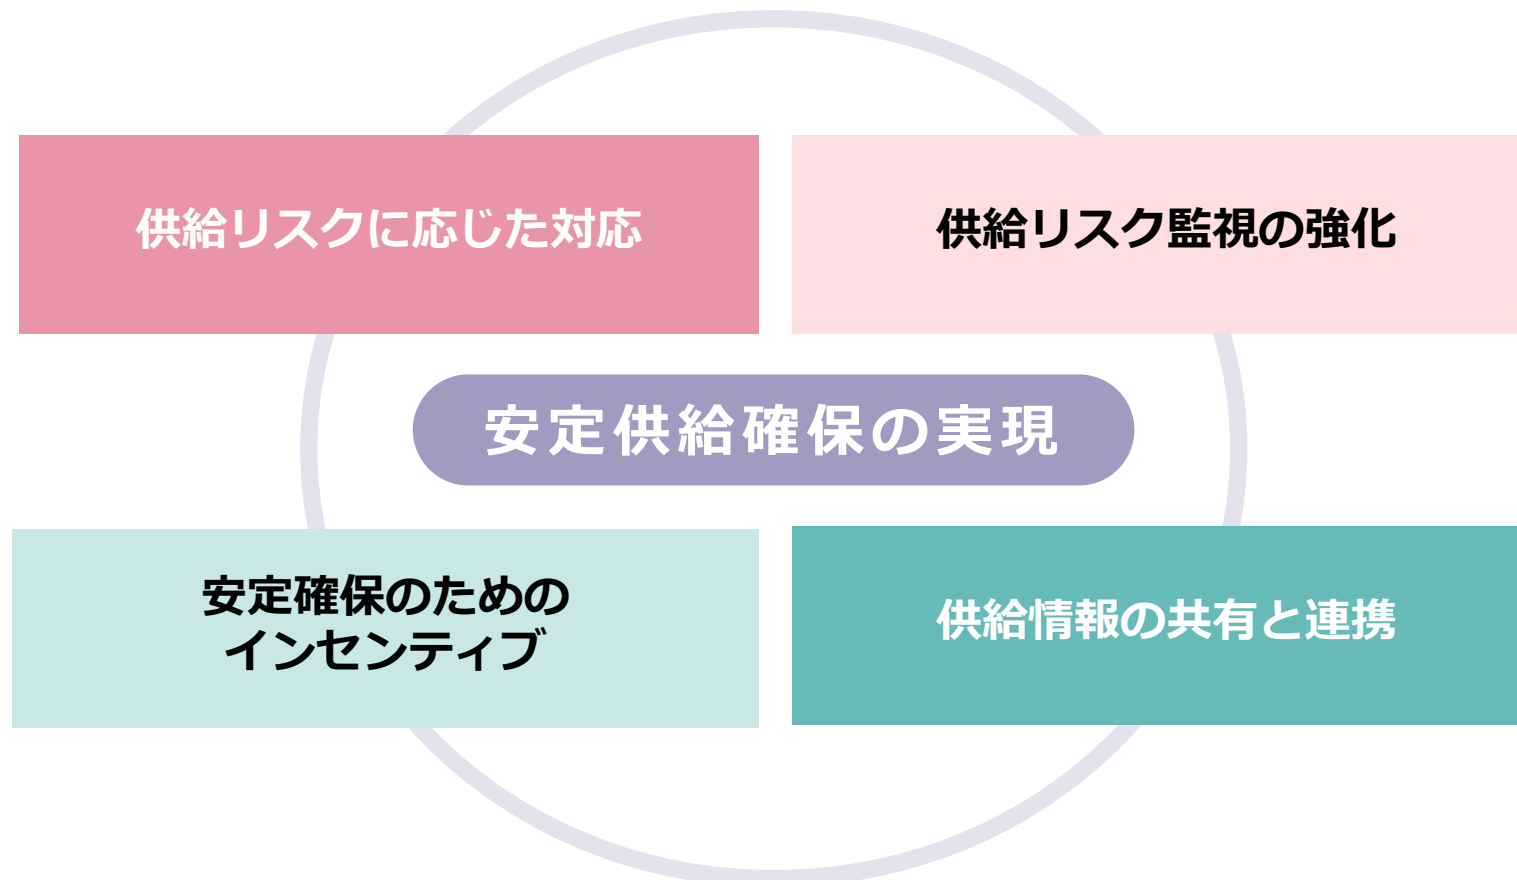 供給リスクに応じた対応
供給リスク監視の強化
安定供給確保の実現
安定確保のための
インセンティブ
供給情報の共有と連携